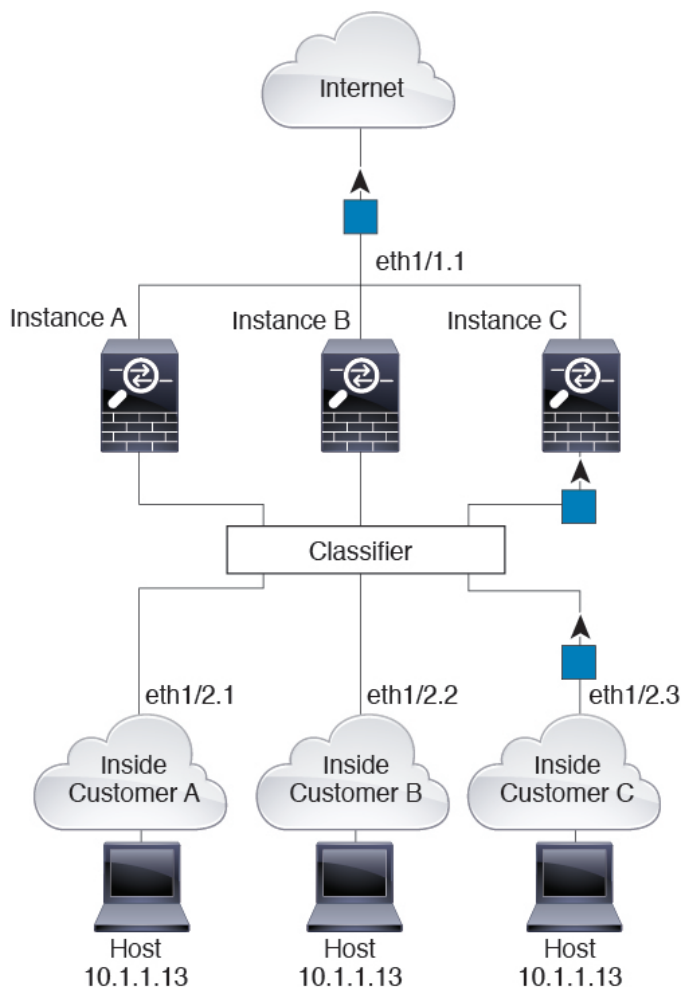 Internet
eth1/1.1
Instance A
Instance B
Instance C
Classifier
eth1/2.1
eth1/2.2
eth1/2.3
Inside
Customer A
Inside
Customer B
Inside
Customer C
Host
10.1.1.13
Host
10.1.1.13
Host
10.1.1.13